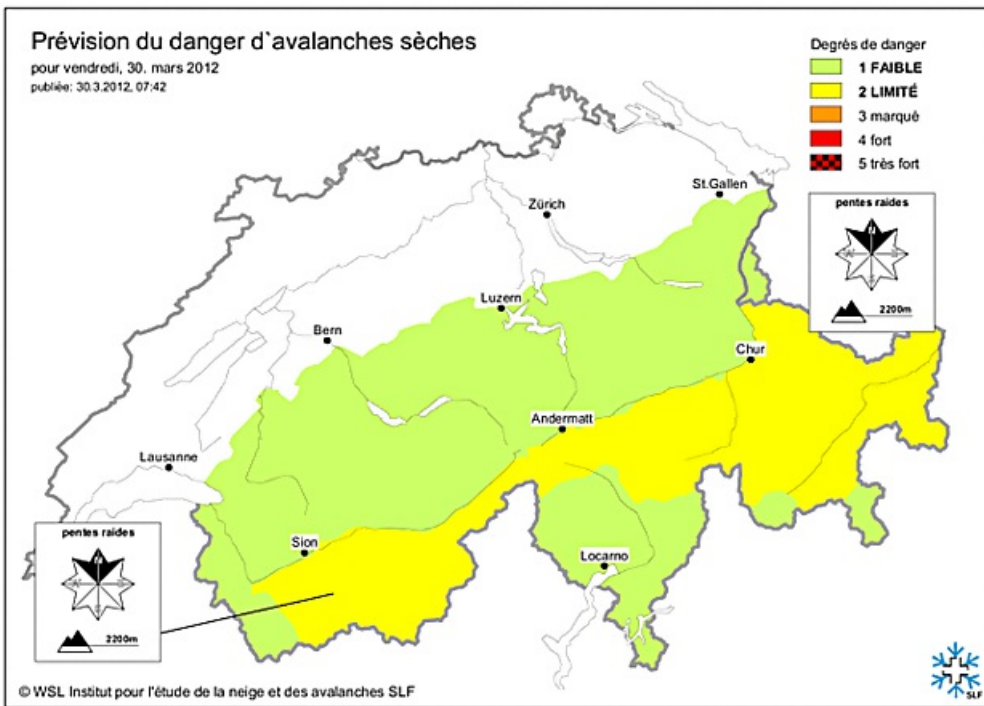 Prévision du danger d`avalanches sèches
pour vendredi, 30. mars 2012
publiée: 30.3.2012, 07:42
Degrés de danger
1 FAIBLE
2 LIMITÉ
3 marqué
4 fort
5 très fort
St.Gallen
Zürich
pentes raides
N
2200m
Luzern
Bern
Chur
Andermatt
Lausanne
pentes raides
N
2200m
Sion
Locarno
© WSL Institut pour l'étude de la neige et des avalanches SLF
SLF